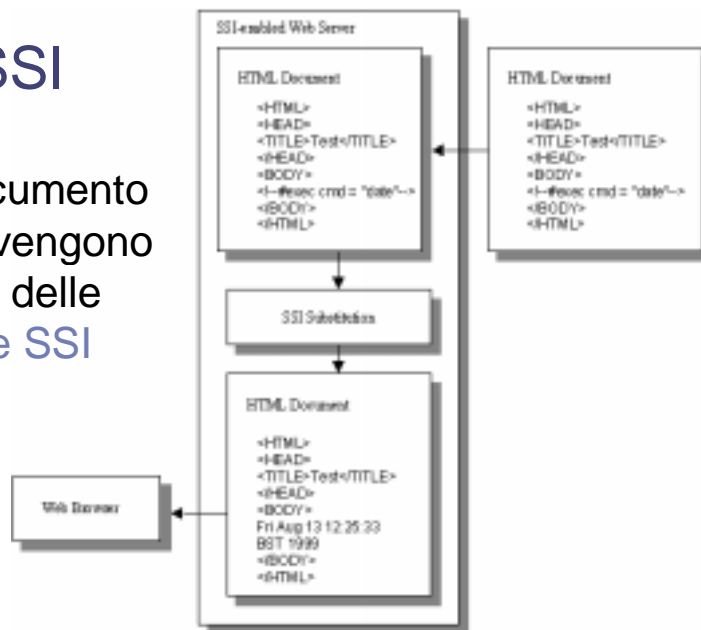 SSI
cumento
vengono
delle
e SSI
SSI-enabled Web Server
HTML Document
<HTML>
<HEAD>
<TITLE>Test</TITLE>
</HEAD>
<BODY>
<!--#exec cmd = "date"-->
</BODY>
</HTML>
HTML Document
<HTML>
<HEAD>
<TITLE>Test</TITLE>
</HEAD>
<BODY>
<!--#exec cmd = "date"-->
</BODY>
</HTML>
SSI Substitution
HTML Document
<HTML>
<HEAD>
<TITLE>Test</TITLE>
</HEAD>
<BODY>
Fri Aug 13 12:25:33
BST 1999
</BODY>
</HTML>
Web Browser